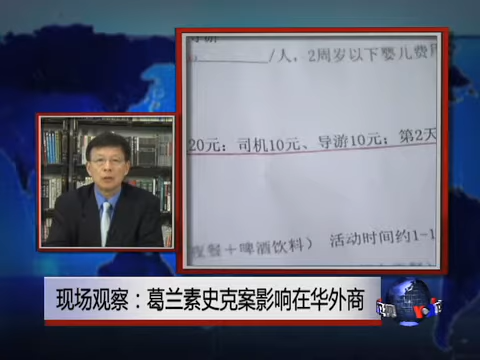 /人，2周岁以下婴儿费用
20元；司机10元、导游10元；第2天
夜餐＋啤酒饮料） 活动时间约1-1
现场观察：葛兰素史克案影响在华外商